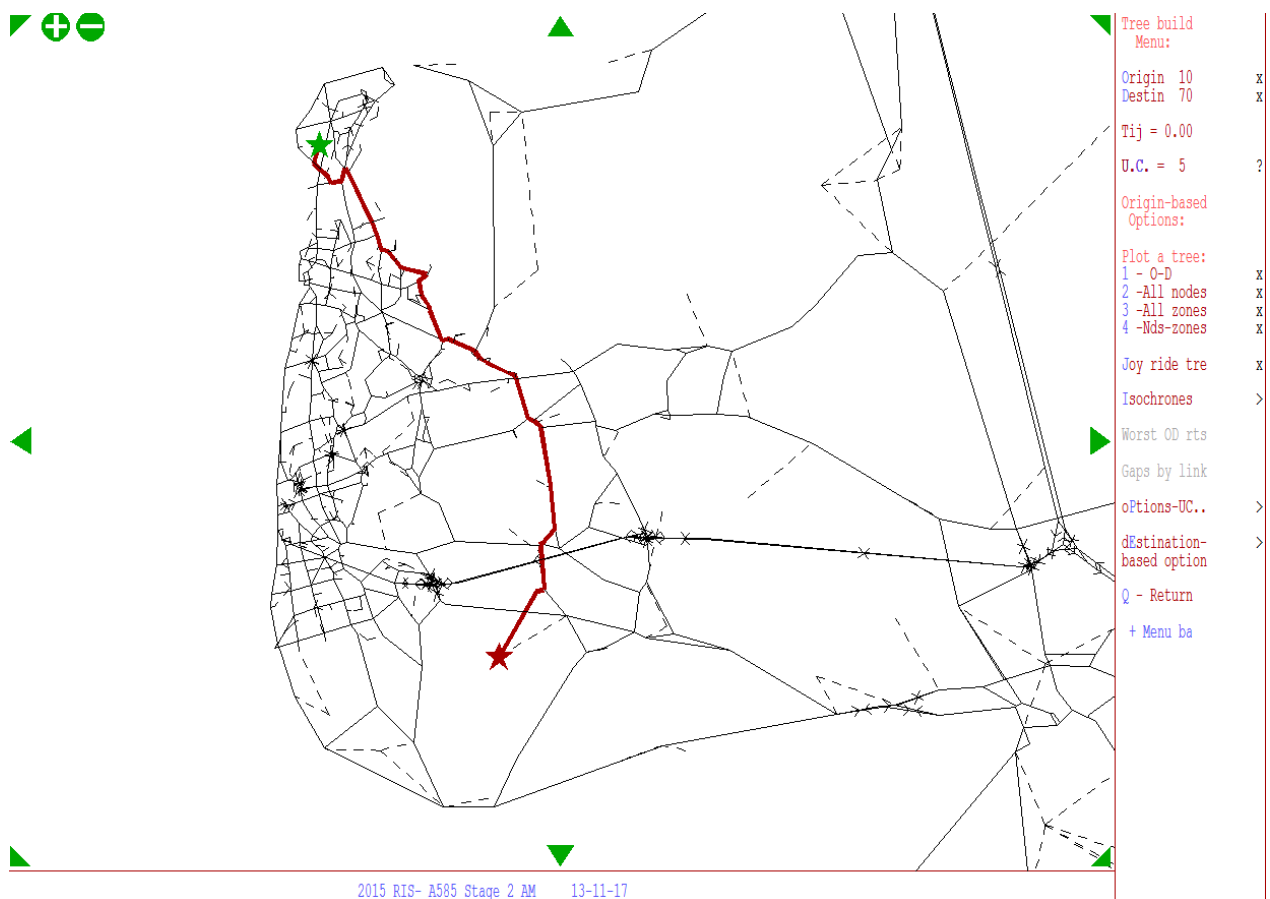 Tree build
Menu:
Origin 10 x
Destin 70 x
Tij = 0.00
U.C. = 5 ?
Origin-based
Options:
Plot a tree:
1 - O-D x
2 -All nodes x
3 -All zones x
4 -Nds-zones x
Joy ride tre x
Isochrones >
Worst OD rts
Gaps by link
oPtions-UC.. >
dEstination- >
based option
Q - Return
+ Menu ba
2015 RIS- A585 Stage 2 AM 13-11-17